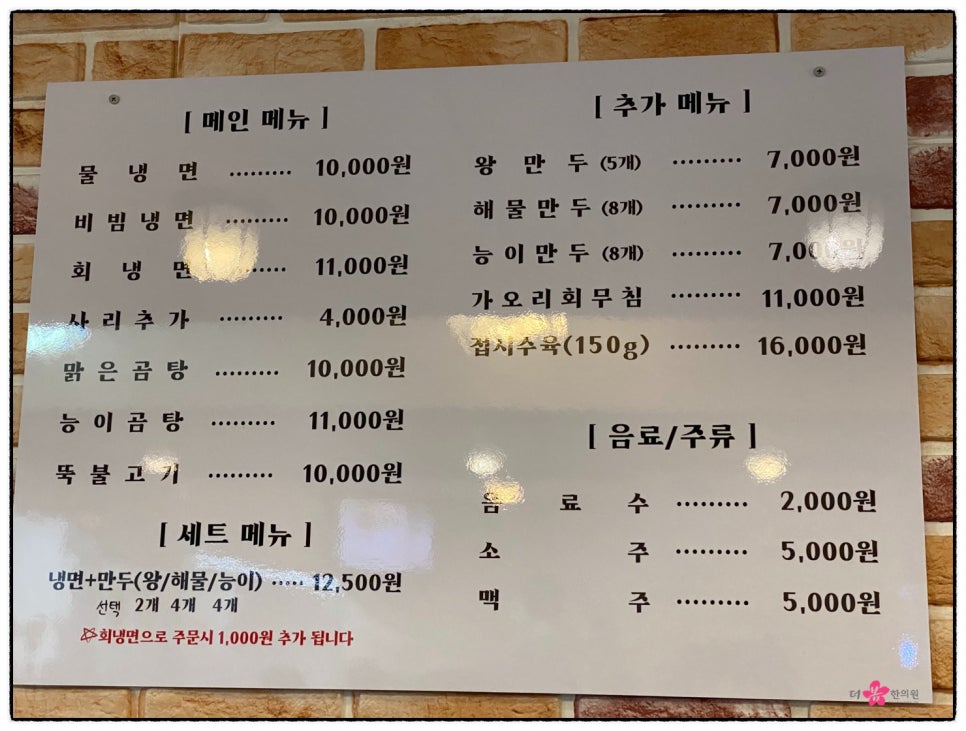 [ 메인 메뉴 ]
물 냉 면 ········· 10,000원
비 빔 냉 면 ········· 10,000원
회 냉 면 ········· 11,000원
사 리 추 가 ········· 4,000원
맑 은 곰 탕 ········· 10,000원
능 이 곰 탕 ········· 11,000원
뚝 불 고 기 ········· 10,000원
[ 세트 메뉴 ]
냉면+만두(왕/해물/능이) ····· 12,500원
선택 2개 4개 4개
회냉면으로 주문시 1,000원 추가 됩니다
[ 추가 메뉴 ]
왕 만 두 (5개) ········· 7,000원
해 물 만 두 (8개) ········· 7,000원
능 이 만 두 (8개) ········· 7,000원
가 오 리 회 무 침 ········· 11,000원
접시수육(150g) ········· 16,000원
[ 음료/주류 ]
음 료 수 ········· 2,000원
소 주 ········· 5,000원
맥 주 ········· 5,000원
더봄한의원